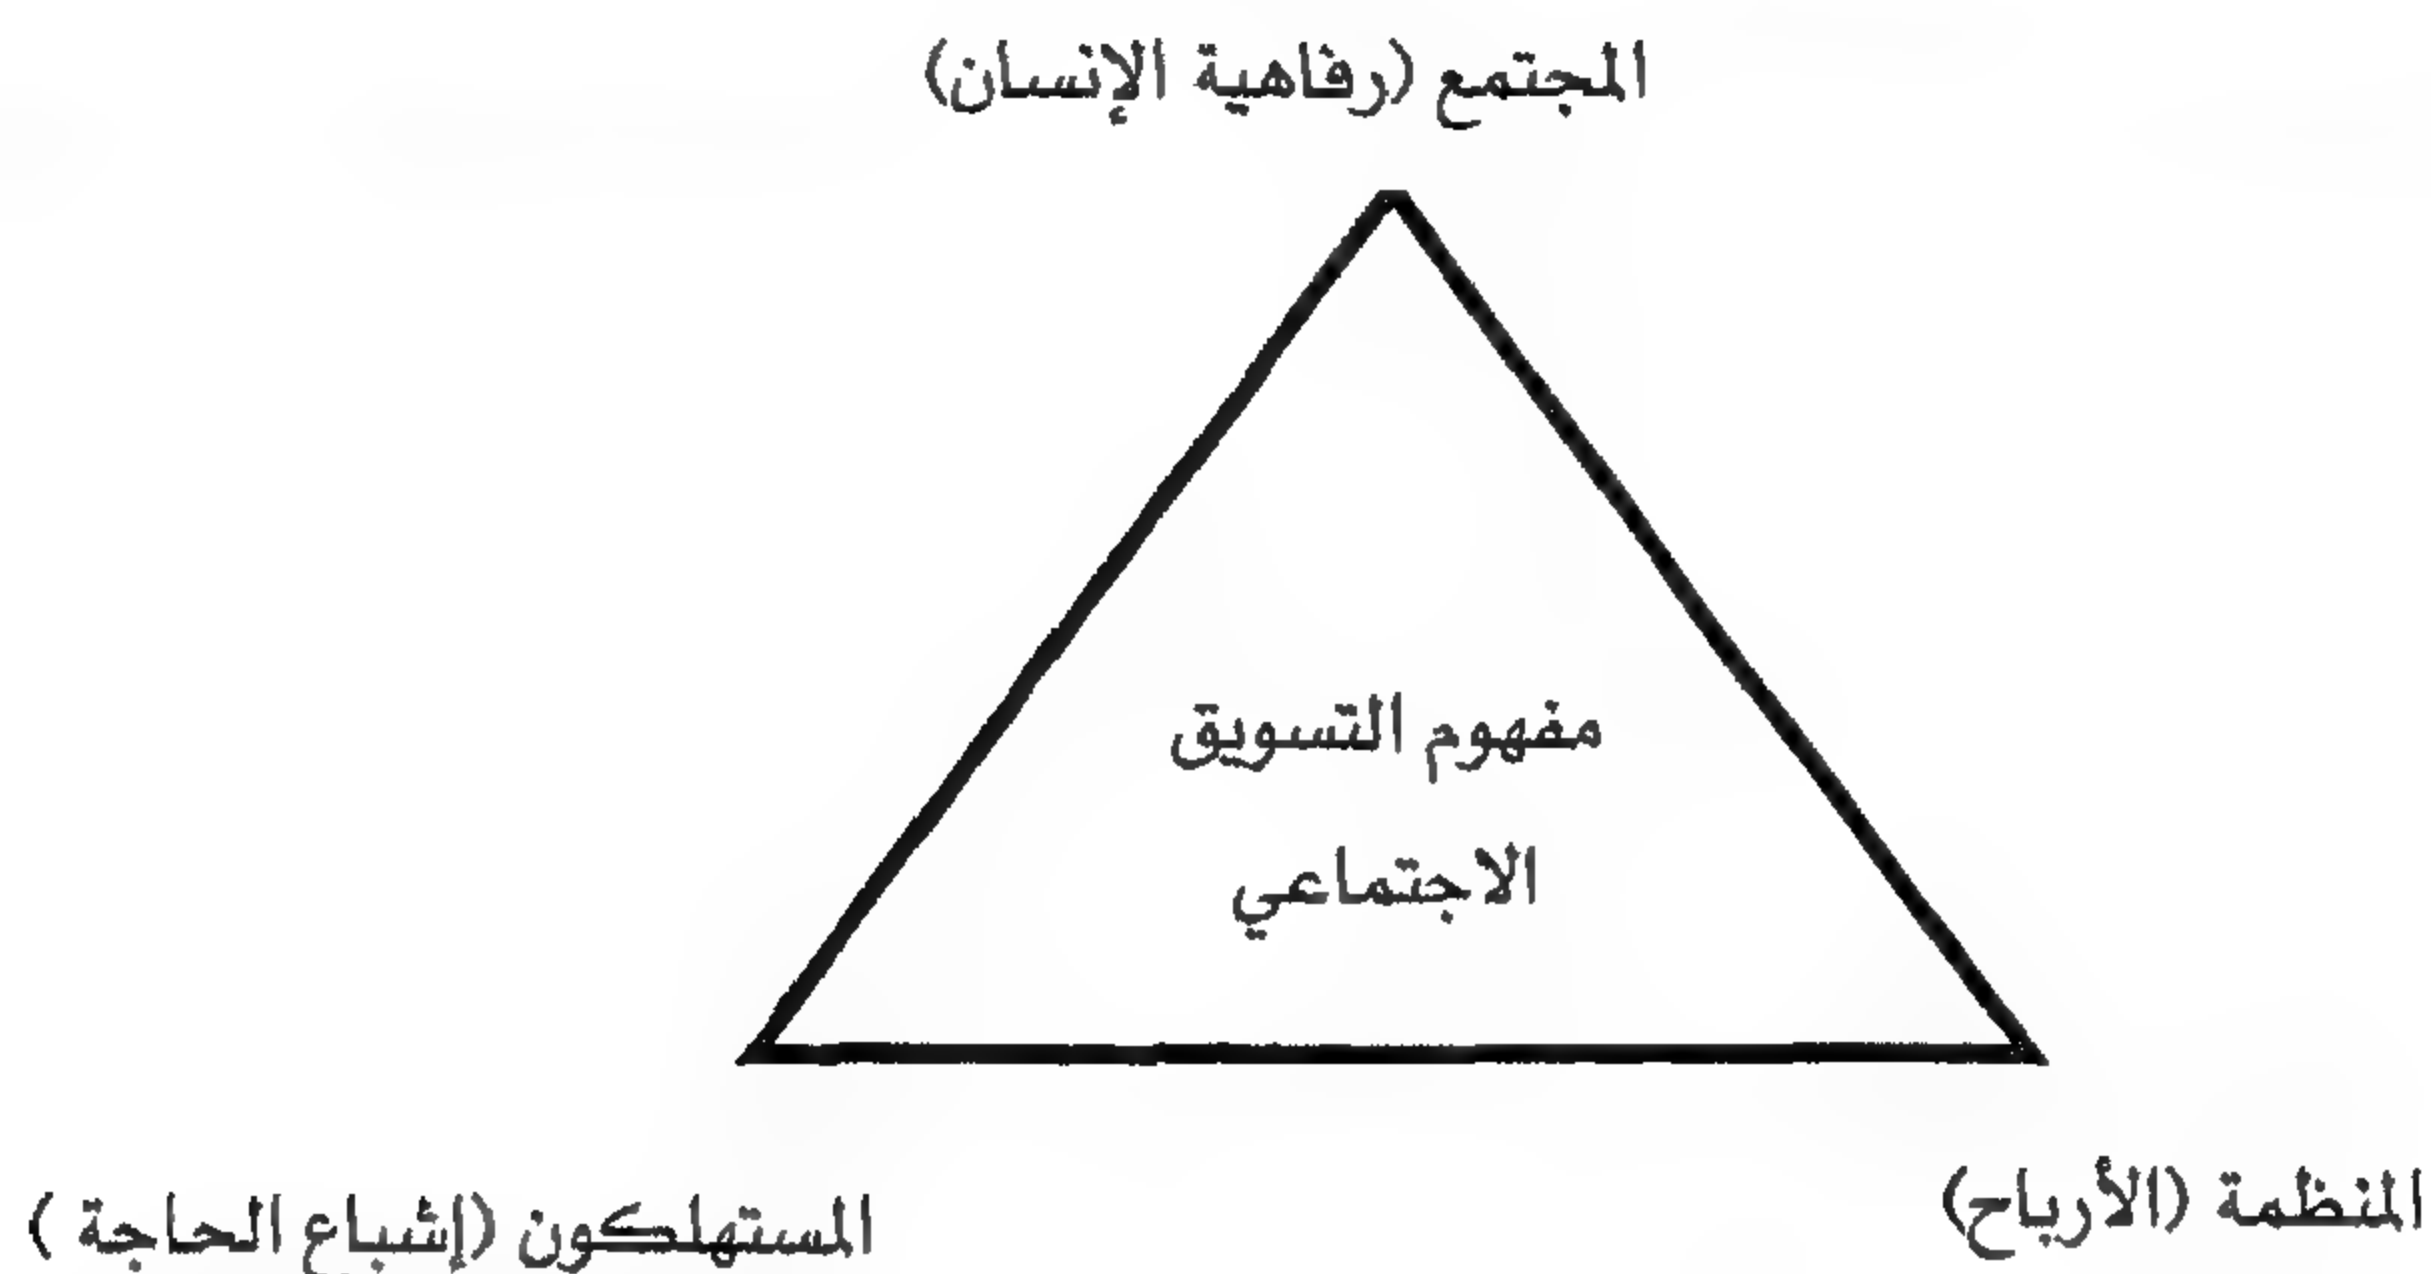 المجتمع (رفاهية الإنسان)
مفهوم التسويق
الاجتماعي
المنظمة (الأرباح)
المستهلكون (إشباع الحاجة )